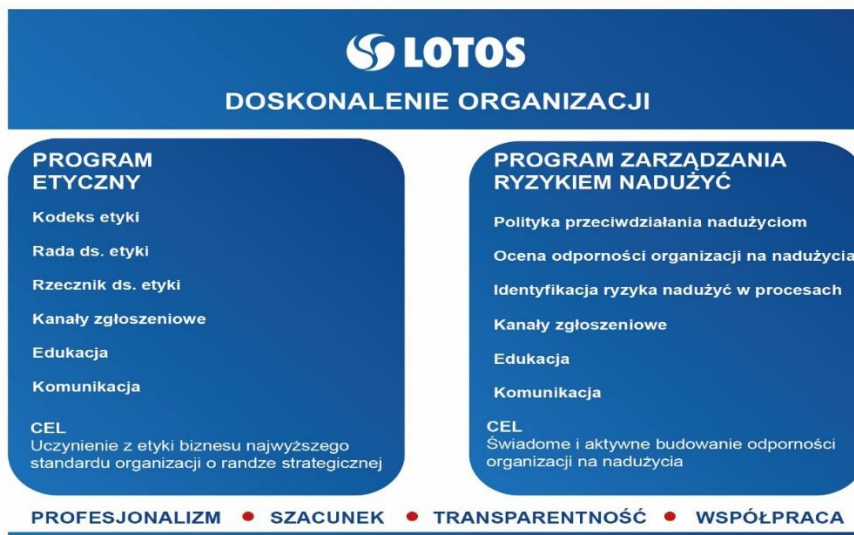 LOTOS
DOSKONALENIE ORGANIZACJI
PROGRAM
ETYCZNY
Kodeks etyki
Rada ds. etyki
Rzecznik ds. etyki
Kanały zgłoszeniowe
Edukacja
Komunikacja
CEL
Uczynienie z etyki biznesu najwyższego
standardu organizacji o randze strategicznej
PROGRAM ZARZĄDZANIA
RYZYKIEM NADUŻYĆ
Polityka przeciwdziałania nadużyciom
Ocena odporności organizacji na nadużycia
Identyfikacja ryzyka nadużyć w procesach
Kanały zgłoszeniowe
Edukacja
Komunikacja
CEL
Świadome i aktywne budowanie odporności
organizacji na nadużycia
PROFESJONALIZM • SZACUNEK • TRANSPARENTNOŚĆ • WSPÓŁPRACA